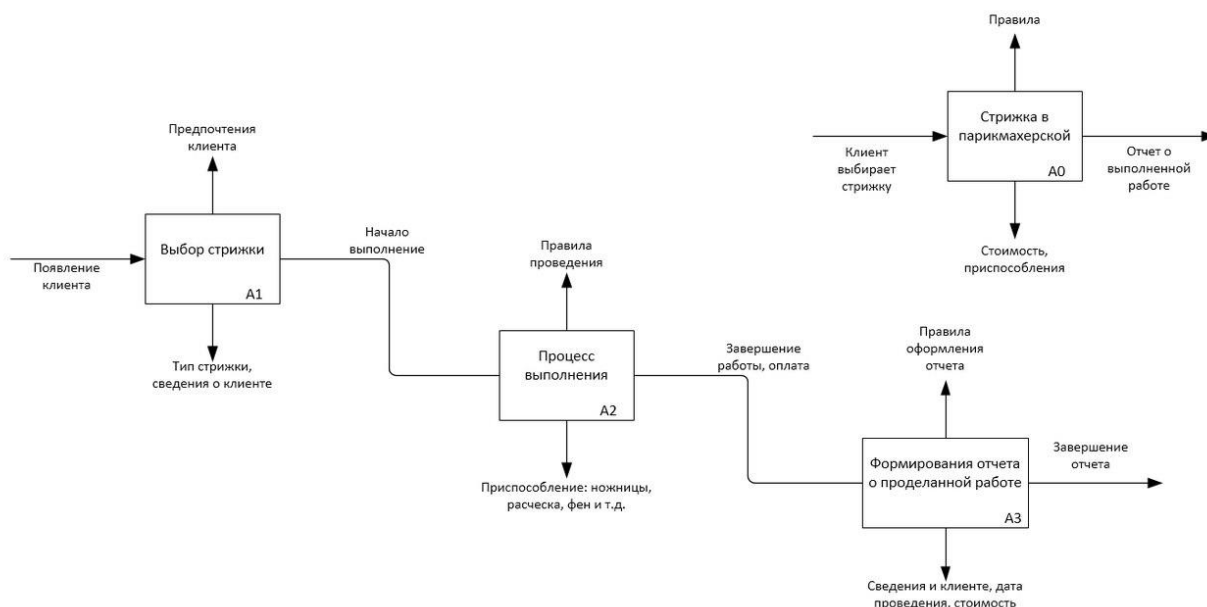 Правила
Стрижка в
парикмахерской
A0
Клиент
выбирает
стрижку
Отчет о
выполненной
работе
Стоимость,
приспособления
Предпочтения
клиента
Выбор стрижки
A1
Появление
клиента
Начало
выполнение
Тип стрижки,
сведения о клиенте
Правила
проведения
Процесс
выполнения
A2
Завершение
работы, оплата
Приспособление: ножницы,
расческа, фен и т.д.
Правила
оформления
отчета
Формирования отчета
о проделанной работе
A3
Завершение
отчета
Сведения и клиенте, дата
проведения, стоимость